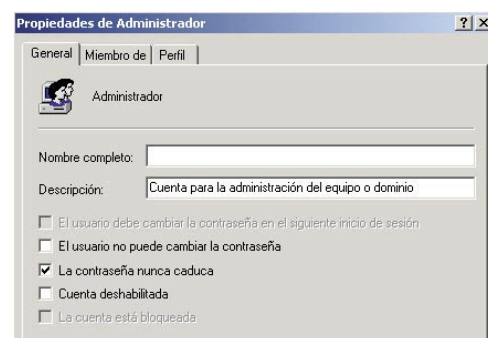 Propiedades de Administrador
General Miembro de Perfil
Administrador
Nombre completo:
Descripción: Cuenta para la administración del equipo o dominio
El usuario debe cambiar la contraseña en el siguiente inicio de sesión
El usuario no puede cambiar la contraseña
La contraseña nunca caduca
Cuenta deshabilitada
La cuenta está bloqueada